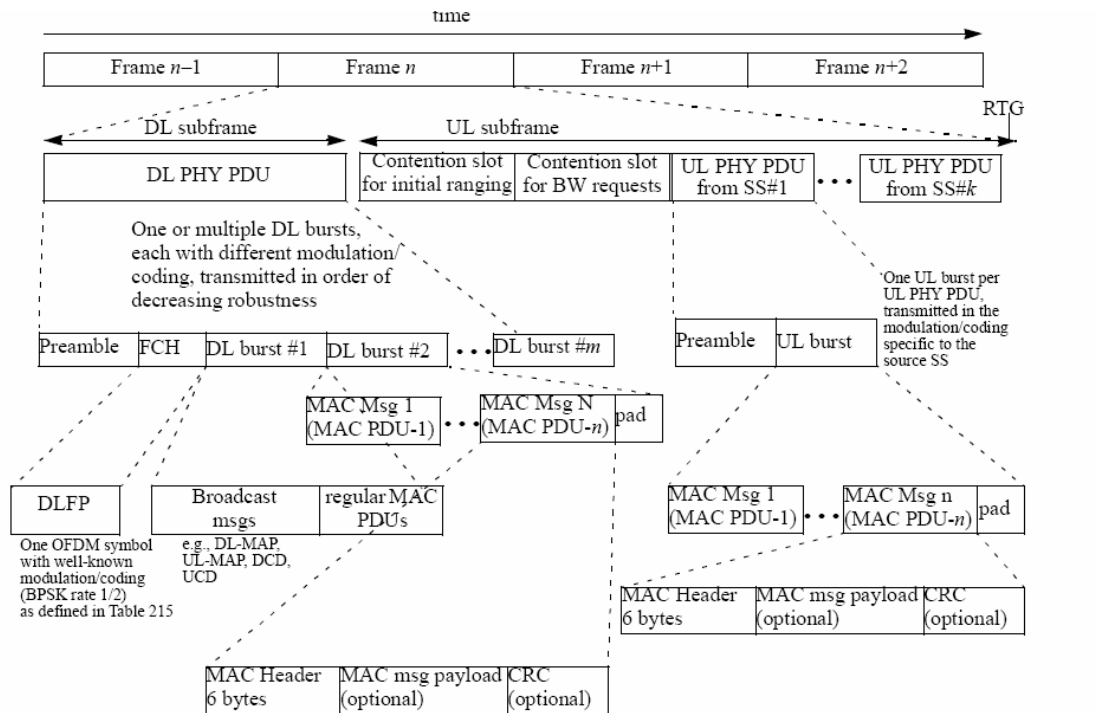 time
Frame n–1
Frame n
Frame n+1
Frame n+2
RTG
DL subframe
UL subframe
DL PHY PDU
Contention slot
for initial ranging
Contention slot
for BW requests
UL PHY PDU
from SS#1
•••
UL PHY PDU
from SS#k
One or multiple DL bursts,
each with different modulation/
coding, transmitted in order of
decreasing robustness
One UL burst per
UL PHY PDU,
transmitted in the
modulation/coding
specific to the
source SS
Preamble
FCH
DL burst #1
DL burst #2
•••
DL burst #m
Preamble
UL burst
MAC Msg 1
(MAC PDU-1)
•••
MAC Msg N
(MAC PDU-n)
pad
DLFP
Broadcast
msgs
regular MAC
PDUs
MAC Msg 1
(MAC PDU-1)
•••
MAC Msg n
(MAC PDU-n)
pad
One OFDM symbol
with well-known
modulation/coding
(BPSK rate 1/2)
as defined in Table 215
e.g., DL-MAP,
UL-MAP, DCD,
UCD
MAC Header
6 bytes
MAC msg payload
(optional)
CRC
(optional)
MAC Header
6 bytes
MAC msg payload
(optional)
CRC
(optional)